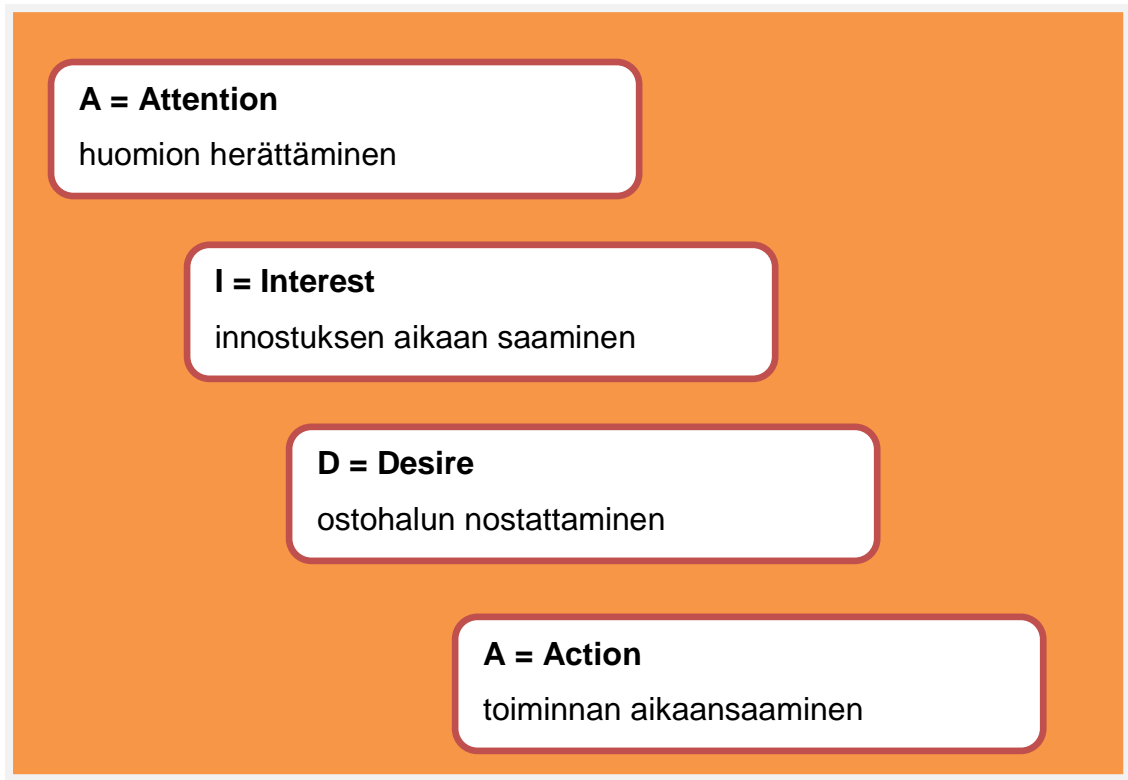 A = Attention
huomion herättäminen
I = Interest
innostuksen aikaan saaminen
D = Desire
ostohalun nostattaminen
A = Action
toiminnan aikaansaaminen